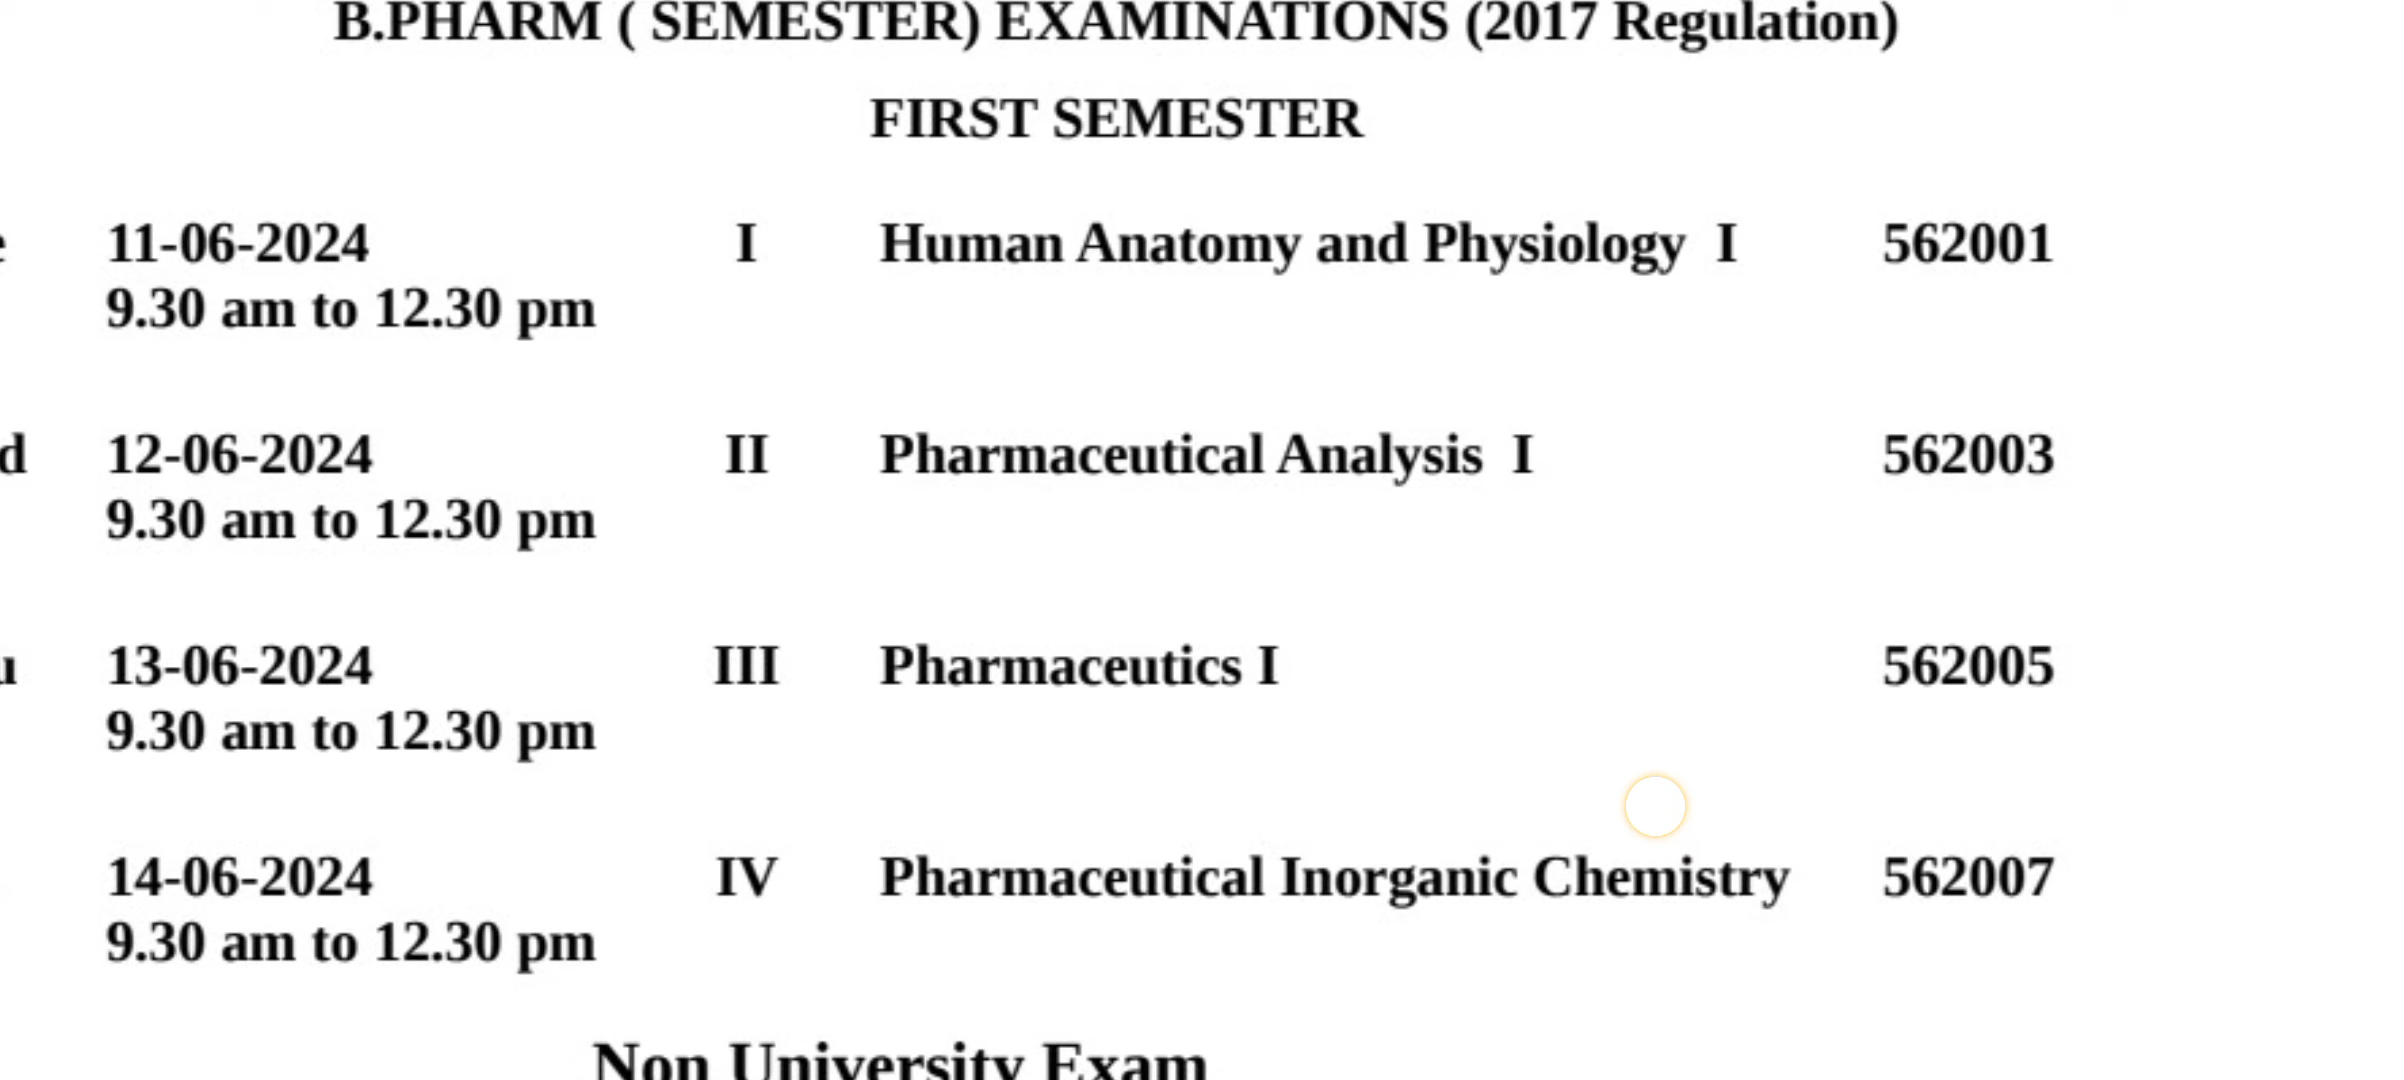 B.PHARM ( SEMESTER) EXAMINATIONS (2017 Regulation)
FIRST SEMESTER
e 11-06-2024 I Human Anatomy and Physiology I 562001
9.30 am to 12.30 pm
d 12-06-2024 II Pharmaceutical Analysis I 562003
9.30 am to 12.30 pm
u 13-06-2024 III Pharmaceutics I 562005
9.30 am to 12.30 pm
14-06-2024 IV Pharmaceutical Inorganic Chemistry 562007
9.30 am to 12.30 pm
Non University Exam